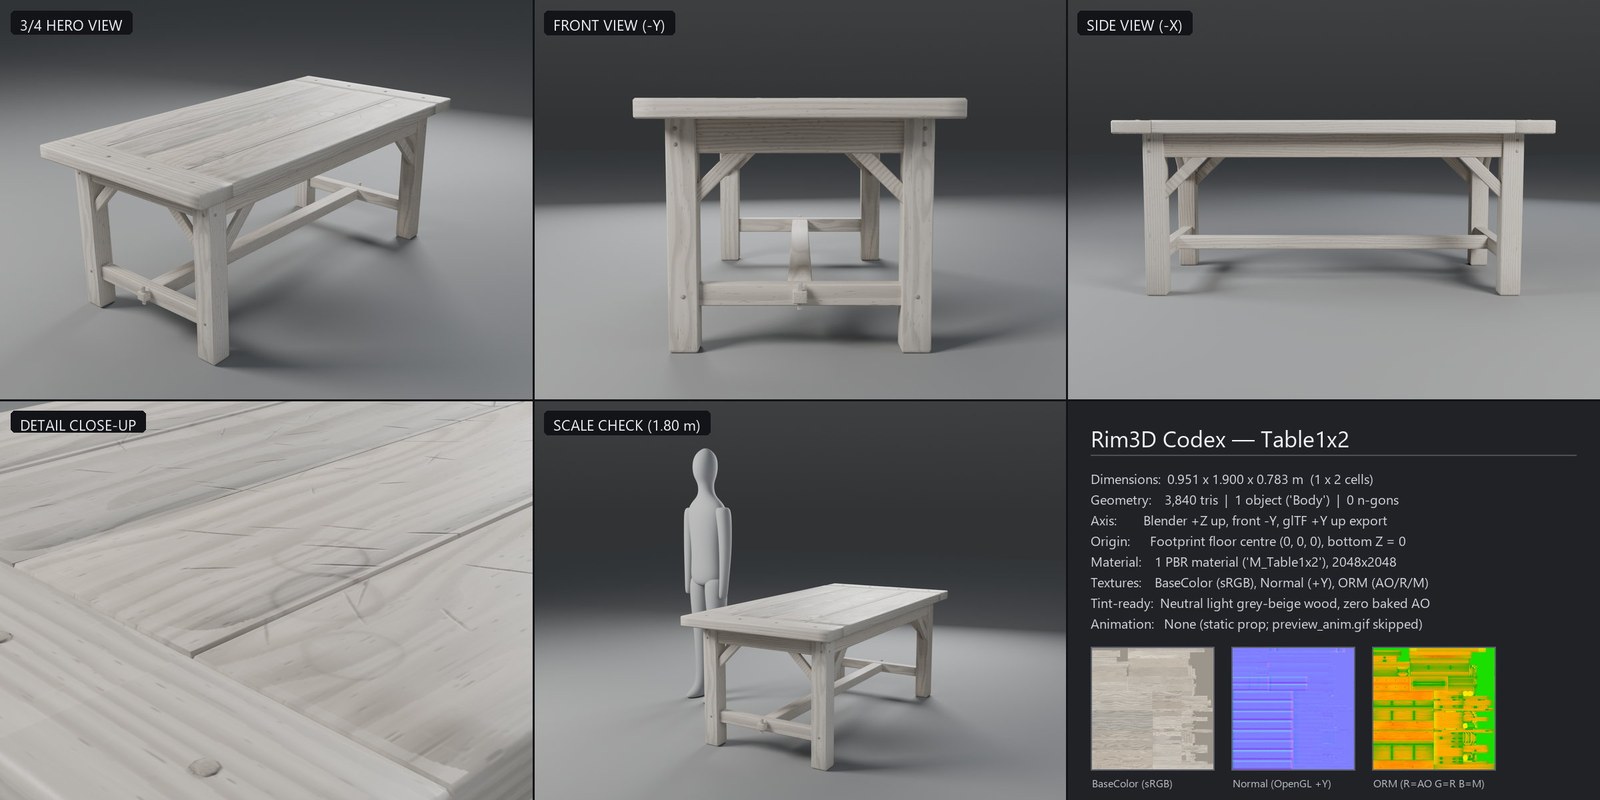 3/4 HERO VIEW
FRONT VIEW (-Y)
SIDE VIEW (-X)
DETAIL CLOSE-UP
SCALE CHECK (1.80 m)
Rim3D Codex — Table1x2
Dimensions: 0.951 x 1.900 x 0.783 m (1 x 2 cells)
Geometry: 3,840 tris | 1 object ('Body') | 0 n-gons
Axis: Blender +Z up, front -Y, glTF +Y up export
Origin: Footprint floor centre (0, 0, 0), bottom Z = 0
Material: 1 PBR material ('M_Table1x2'), 2048x2048
Textures: BaseColor (sRGB), Normal (+Y), ORM (AO/R/M)
Tint-ready: Neutral light grey-beige wood, zero baked AO
Animation: None (static prop; preview_anim.gif skipped)
BaseColor (sRGB)
Normal (OpenGL +Y)
ORM (R=AO G=R B=M)